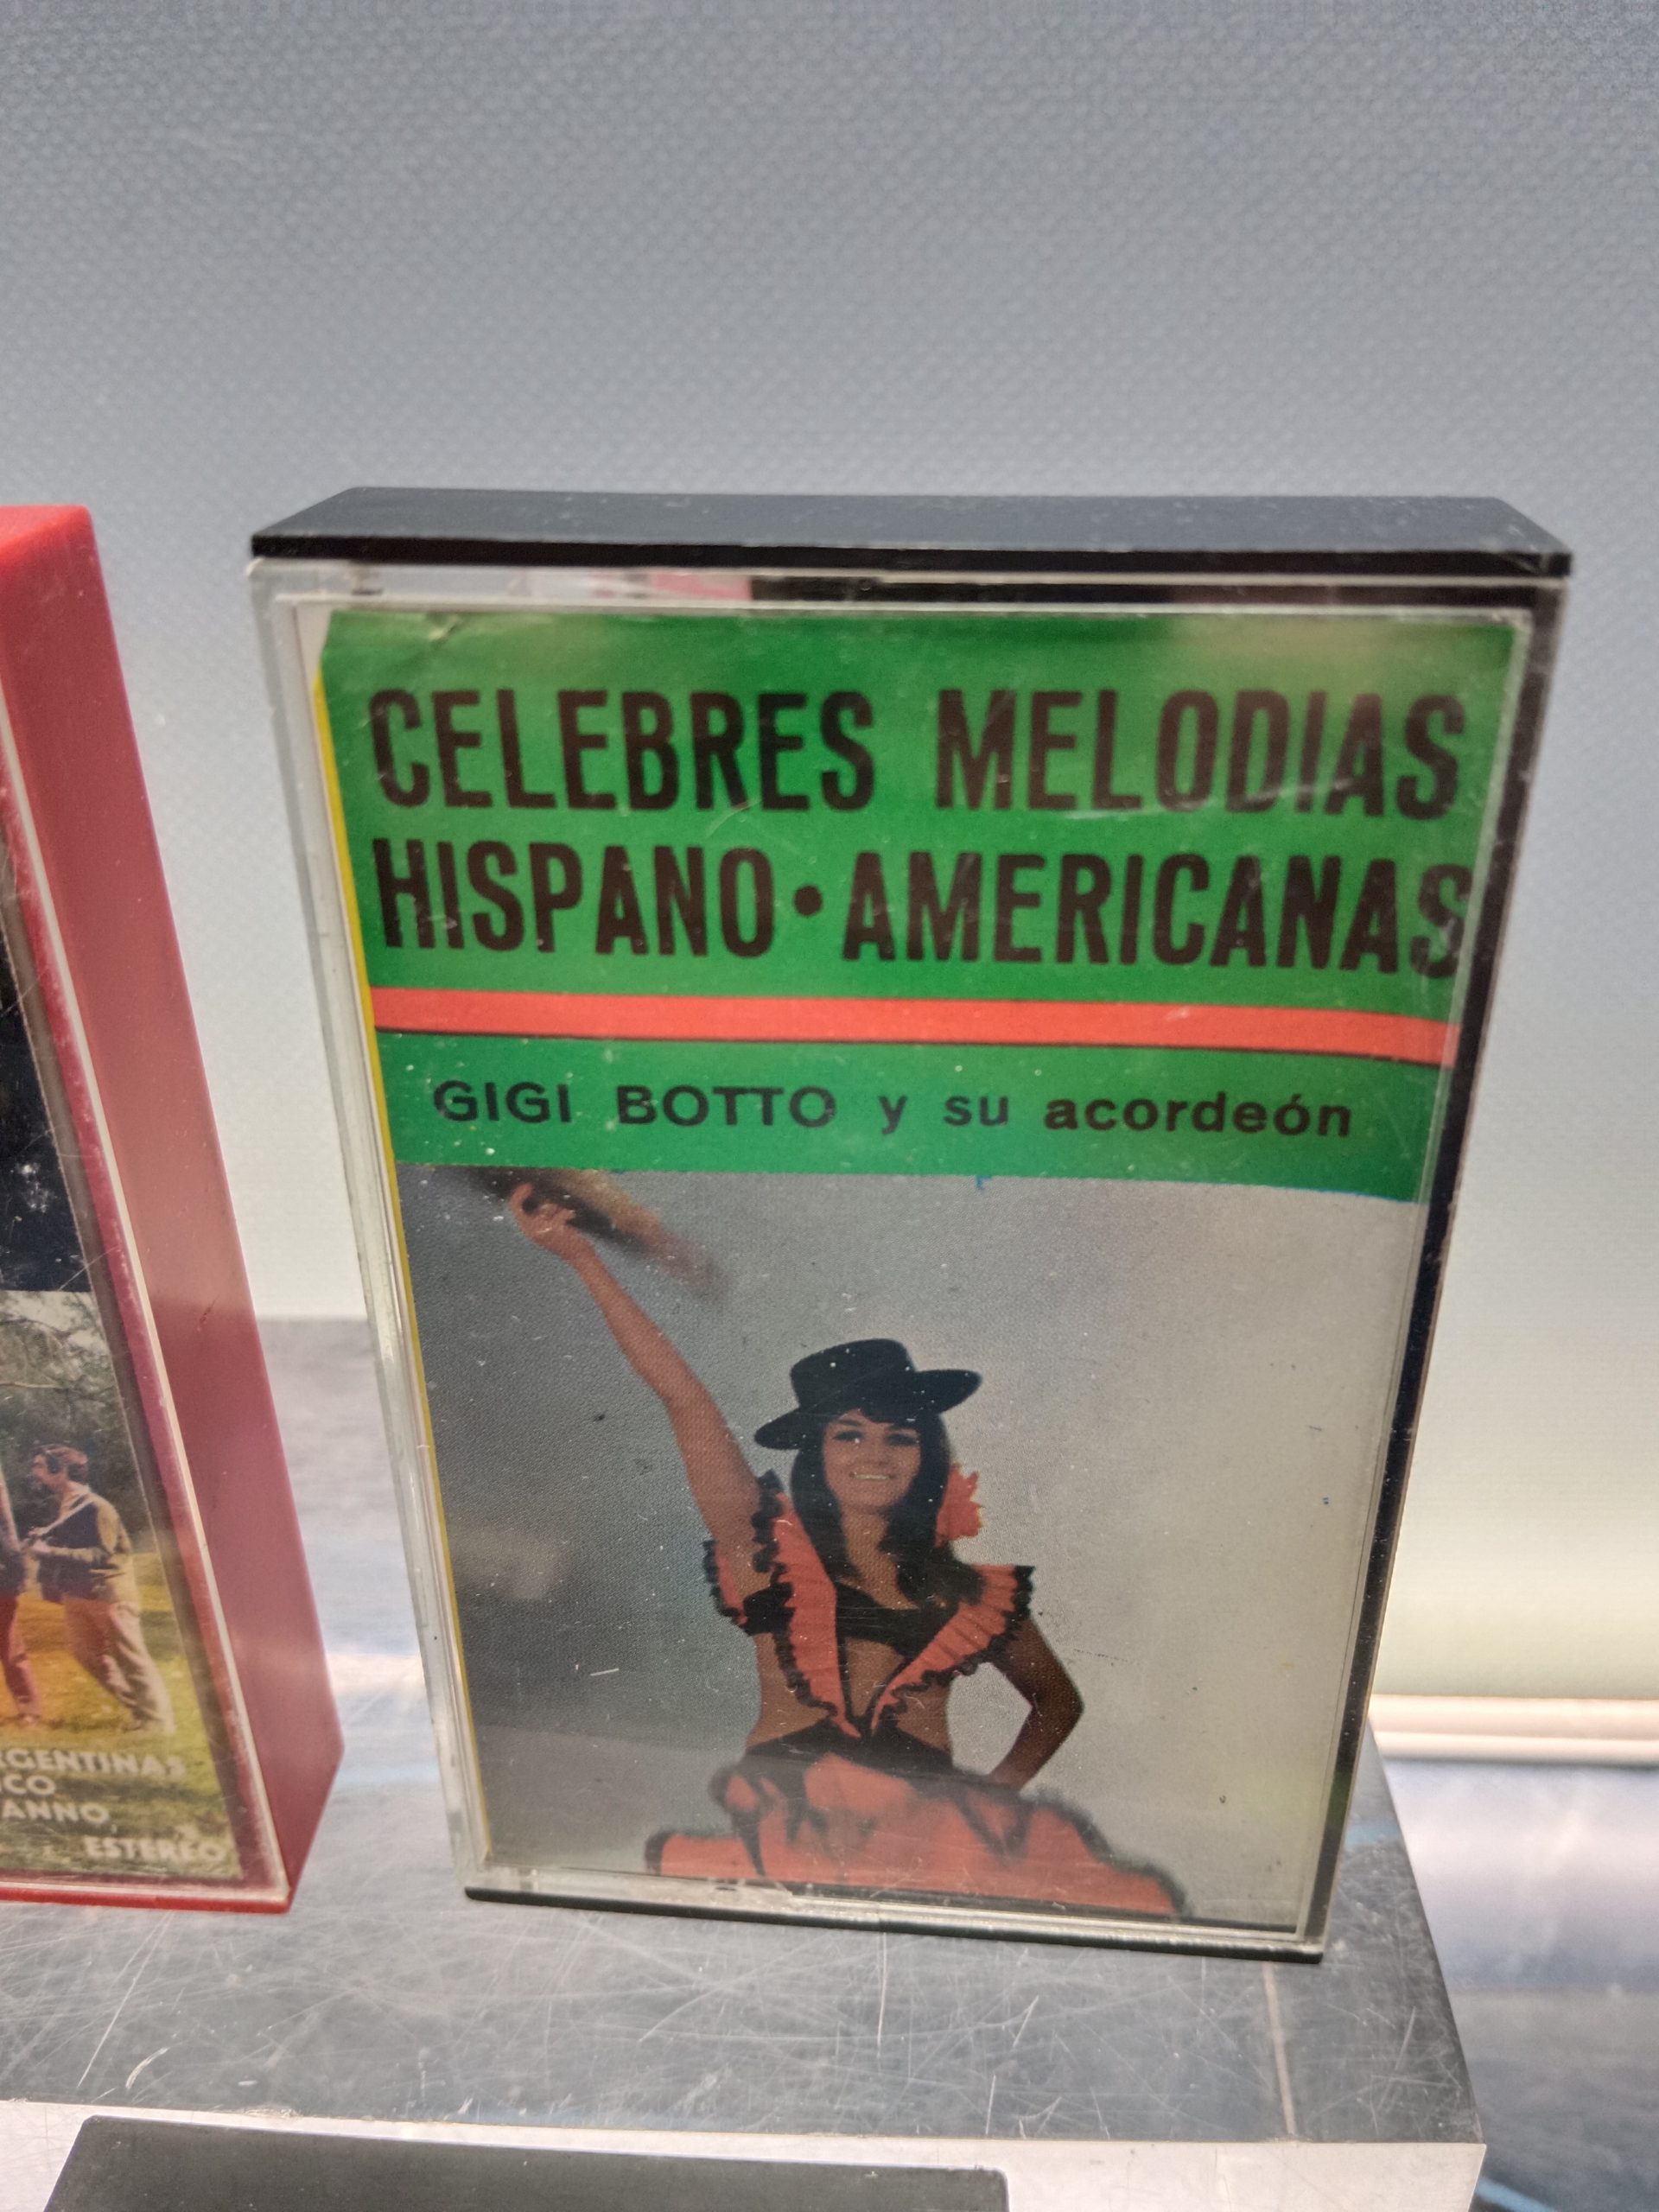 CELEBRES MELODIAS
HISPANO·AMERICANAS
GIGI BOTTO y su acordeón
ESTEREO